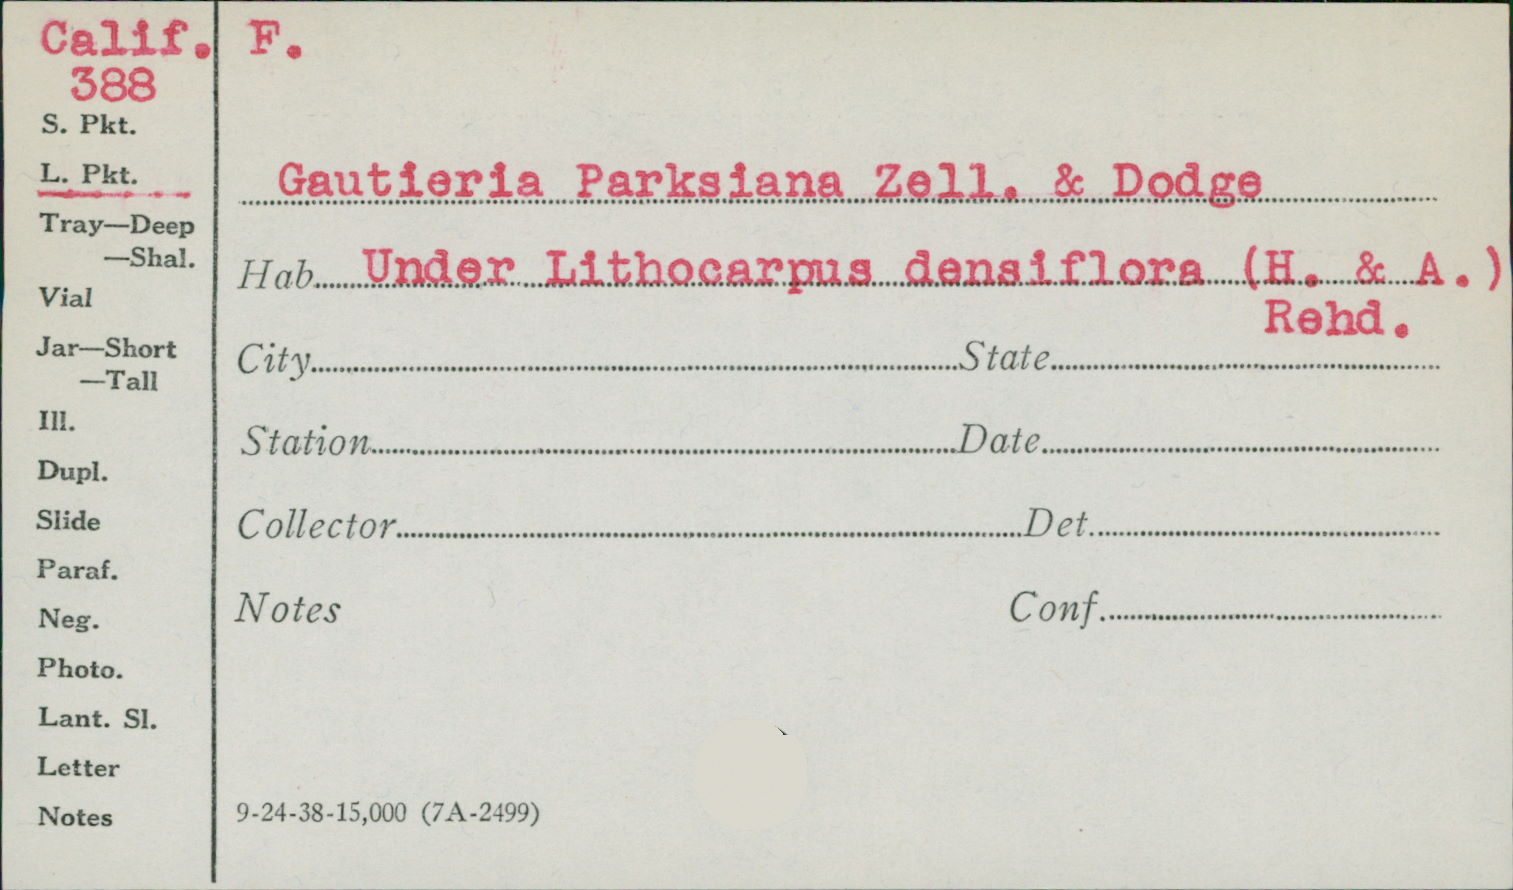 Calif. F.
388
S. Pkt.
L. Pkt.
Gautieria Parksiana Zell. & Dodge
Tray—Deep
—Shal.
Hab. Under Lithocarpus densiflora (H. & A.)
Rehd.
Vial
Jar—Short
—Tall
City State
Ill.
Station Date
Dupl.
Slide
Collector Det.
Paraf.
Neg.
Notes Conf.
Photo.
Lant. Sl.
Letter
Notes
9-24-38-15,000 (7A-2499)